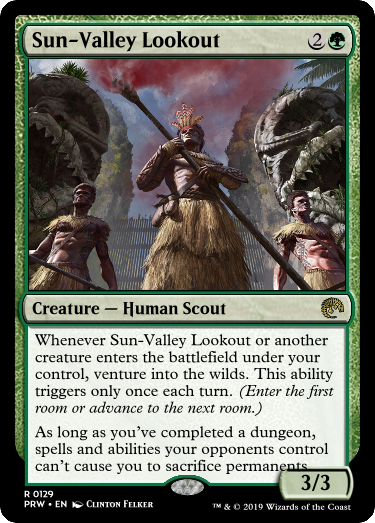 Sun-Valley Lookout 2
Creature — Human Scout
Whenever Sun-Valley Lookout or another
creature enters the battlefield under your
control, venture into the wilds. This ability
triggers only once each turn. (Enter the first
room or advance to the next room.)
As long as you've completed a dungeon,
spells and abilities your opponents control
can't cause you to sacrifice permanents
3/3
R 0129
PRW • EN CLINTON FELKER
™ & © 2019 Wizards of the Coast